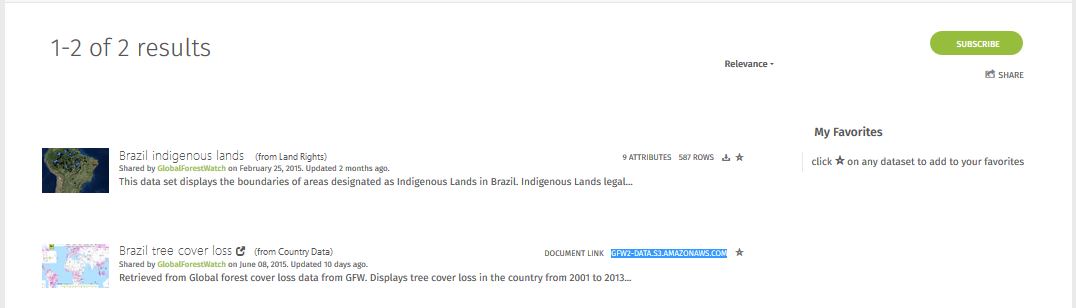 1-2 of 2 results
SUBSCRIBE
Relevance
SHARE
My Favorites
click on any dataset to add to your favorites
Brazil indigenous lands (from Land Rights) 9 ATTRIBUTES 587 ROWS
Shared by GlobalForestWatch on February 25, 2015. Updated 2 months ago.
This data set displays the boundaries of areas designated as Indigenous Lands in Brazil. Indigenous Lands legal...
Brazil tree cover loss (from Country Data) DOCUMENT LINK GFW2-DATA.S3.AMAZONAWS.COM
Shared by GlobalForestWatch on June 08, 2015. Updated 10 days ago.
Retrieved from Global forest cover loss data from GFW. Displays tree cover loss in the country from 2001 to 2013...